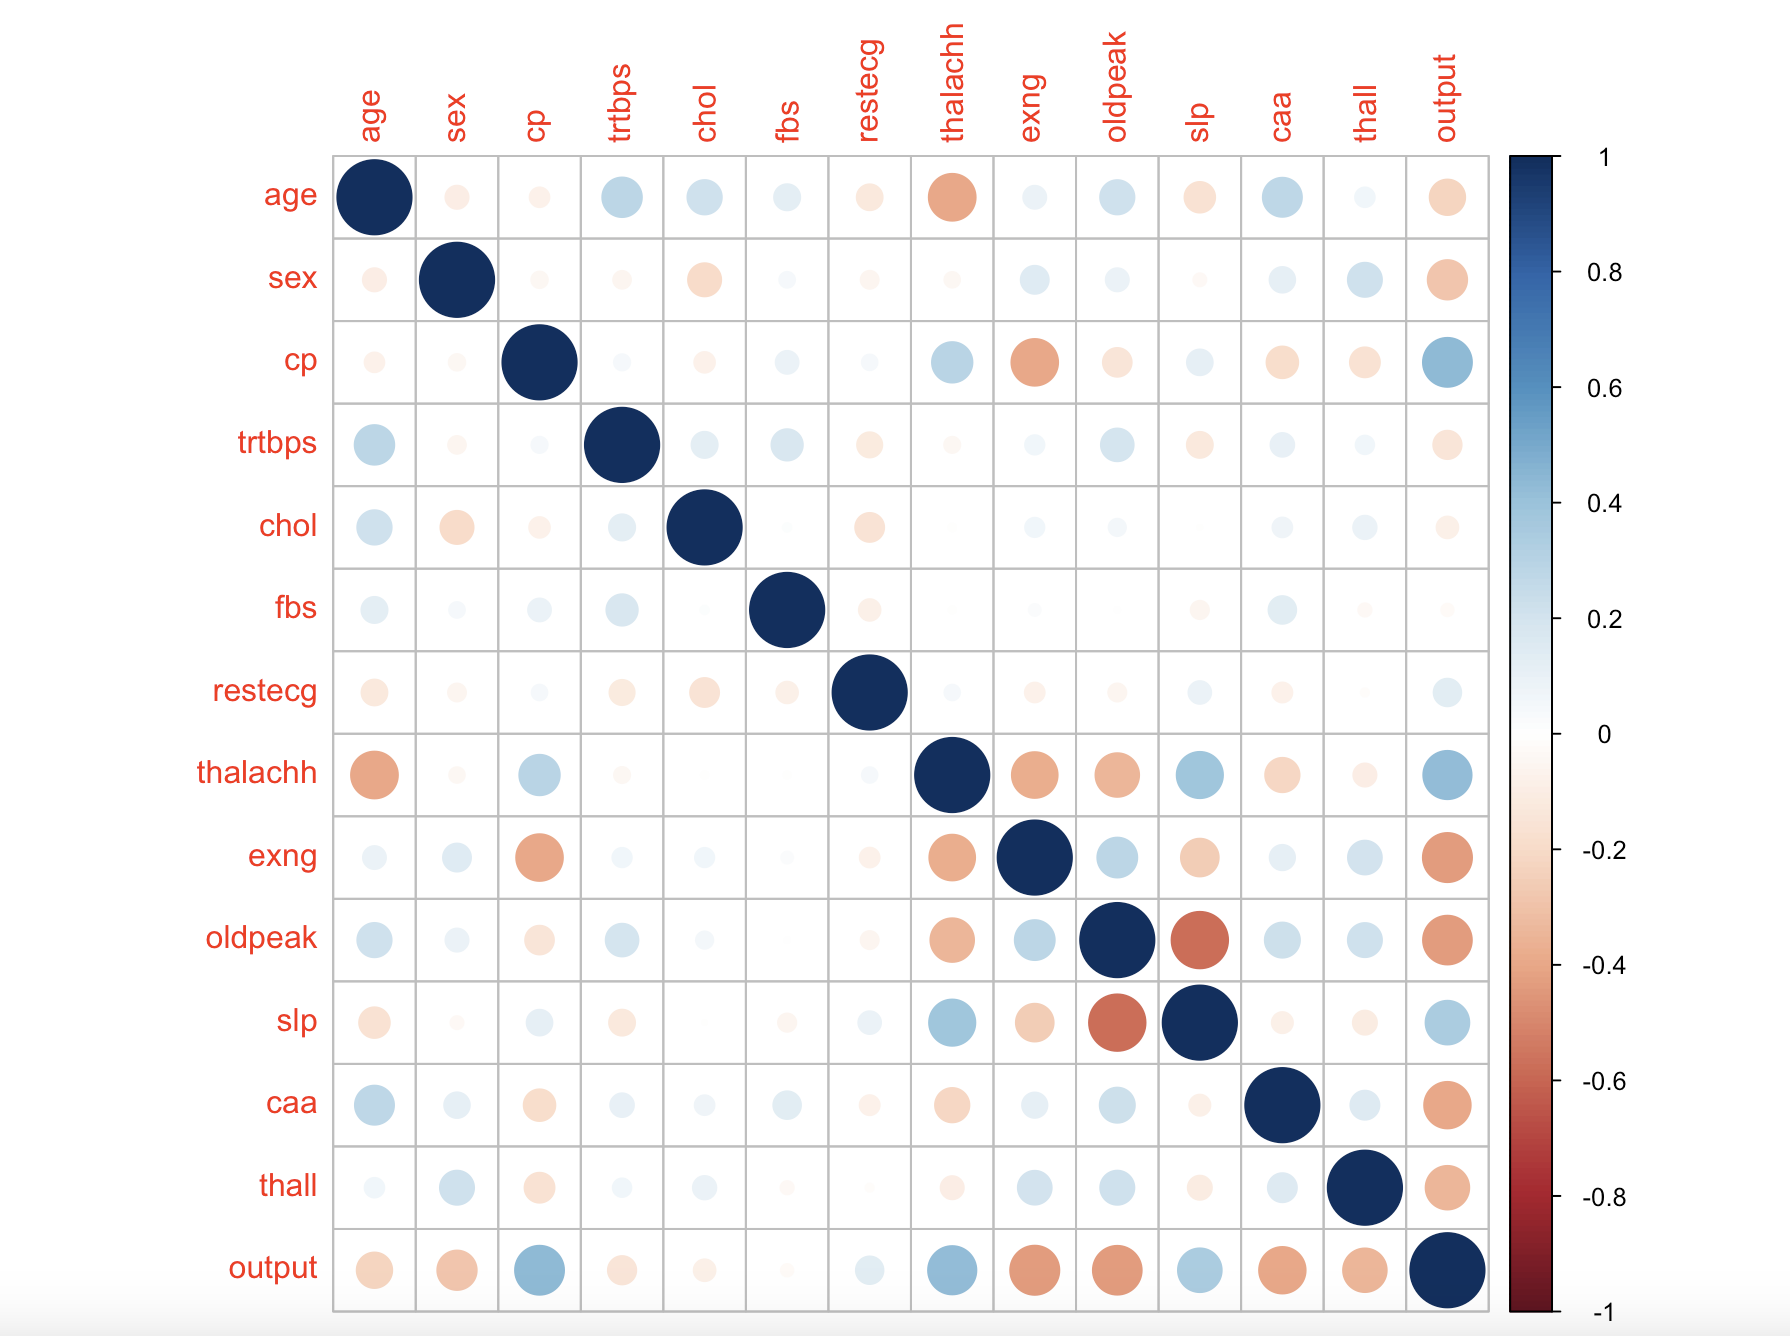 age sex cp trtbps chol fbs restecg thalachh exng oldpeak slp caa thall output
age
sex
cp
trtbps
chol
fbs
restecg
thalachh
exng
oldpeak
slp
caa
thall
output
1
0.8
0.6
0.4
0.2
0
-0.2
-0.4
-0.6
-0.8
-1